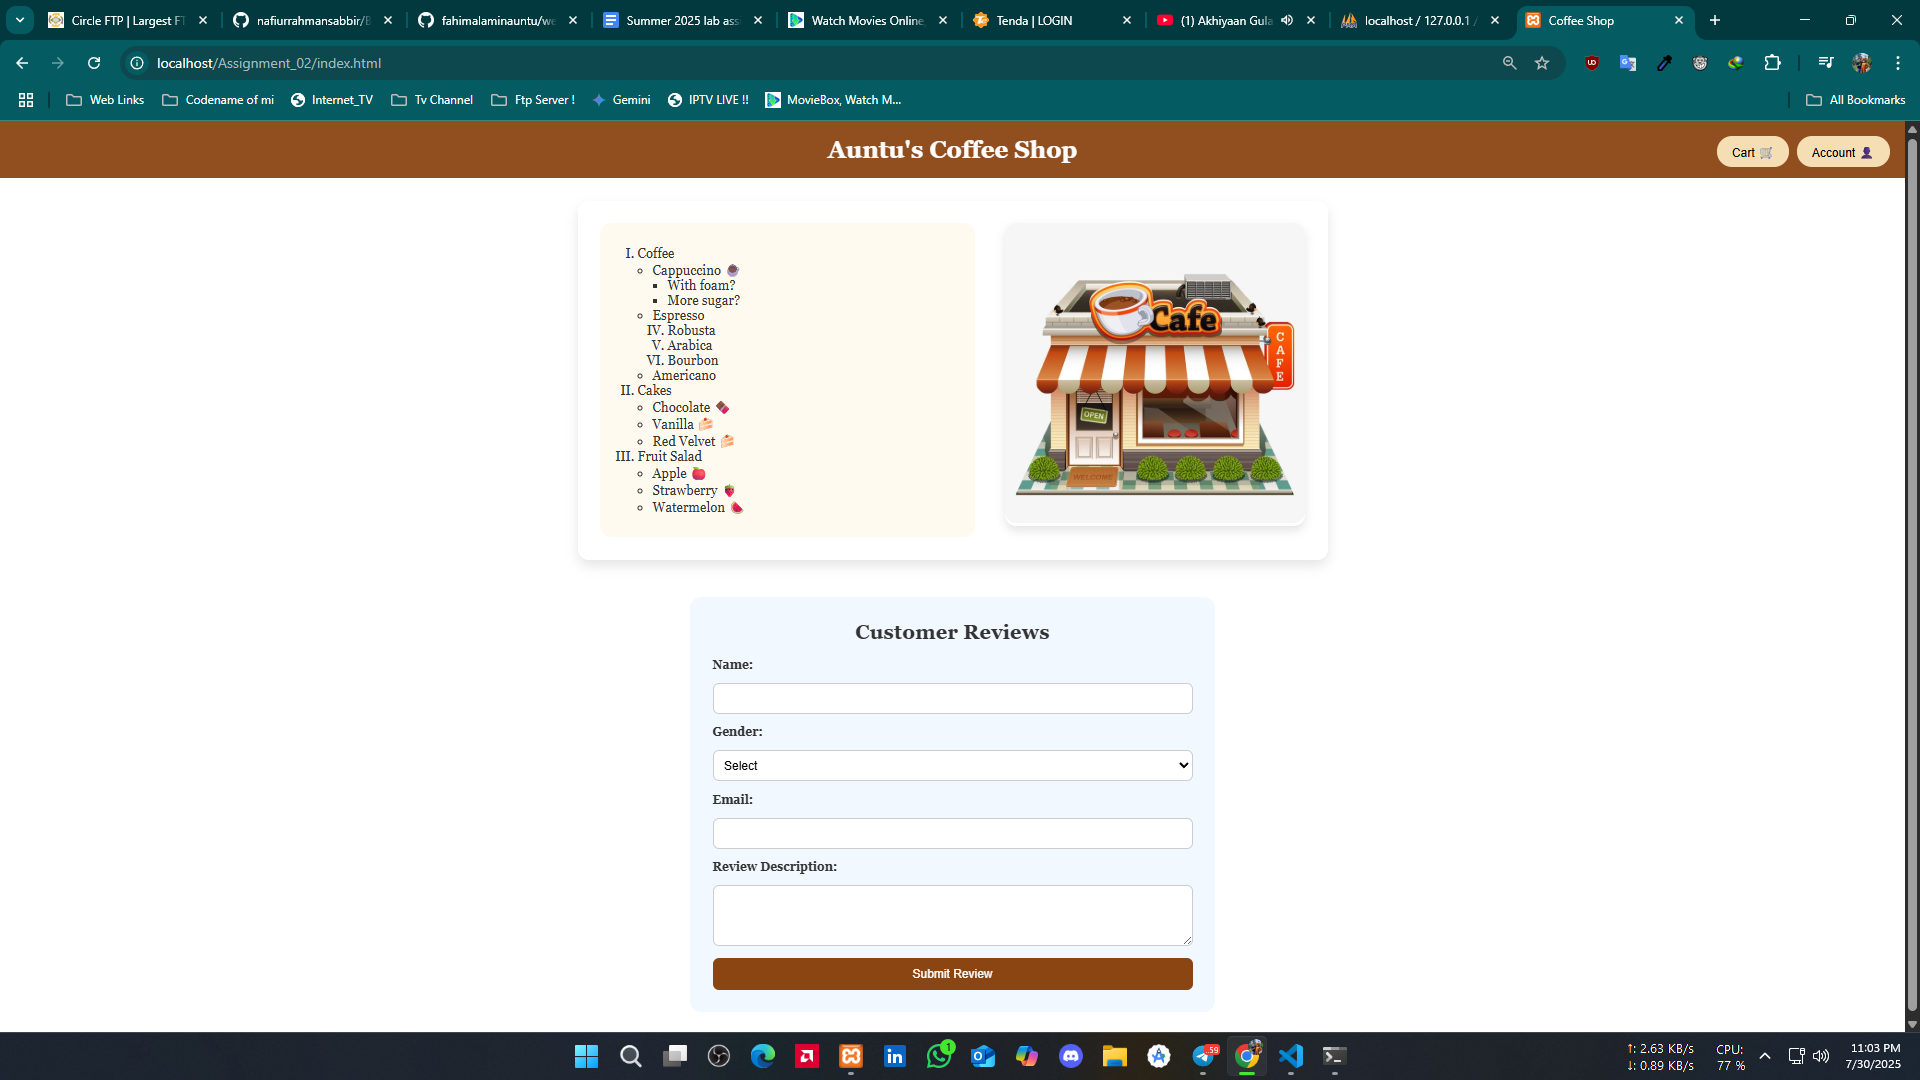 Circle FTP | Largest FT
nafiurrahmansabbir/B
fahimalaminauntu/we
Summer 2025 lab ass
Watch Movies Online,
Tenda | LOGIN
(1) Akhiyaan Gula
localhost / 127.0.0.1 /
Coffee Shop
localhost/Assignment_02/index.html
Web Links
Codename of mi
Internet_TV
Tv Channel
Ftp Server !
Gemini
IPTV LIVE !!
MovieBox, Watch M...
All Bookmarks
Auntu's Coffee Shop
Cart
Account
I. Coffee
Cappuccino
With foam?
More sugar?
Espresso
IV. Robusta
V. Arabica
VI. Bourbon
Americano
II. Cakes
Chocolate
Vanilla
Red Velvet
III. Fruit Salad
Apple
Strawberry
Watermelon
Cafe
CAFE
OPEN
WELCOME
Customer Reviews
Name:
Gender:
Select
Email:
Review Description:
Submit Review
1
59
↑: 2.63 KB/s
↓: 0.89 KB/s
CPU:
77 %
11:03 PM
7/30/2025